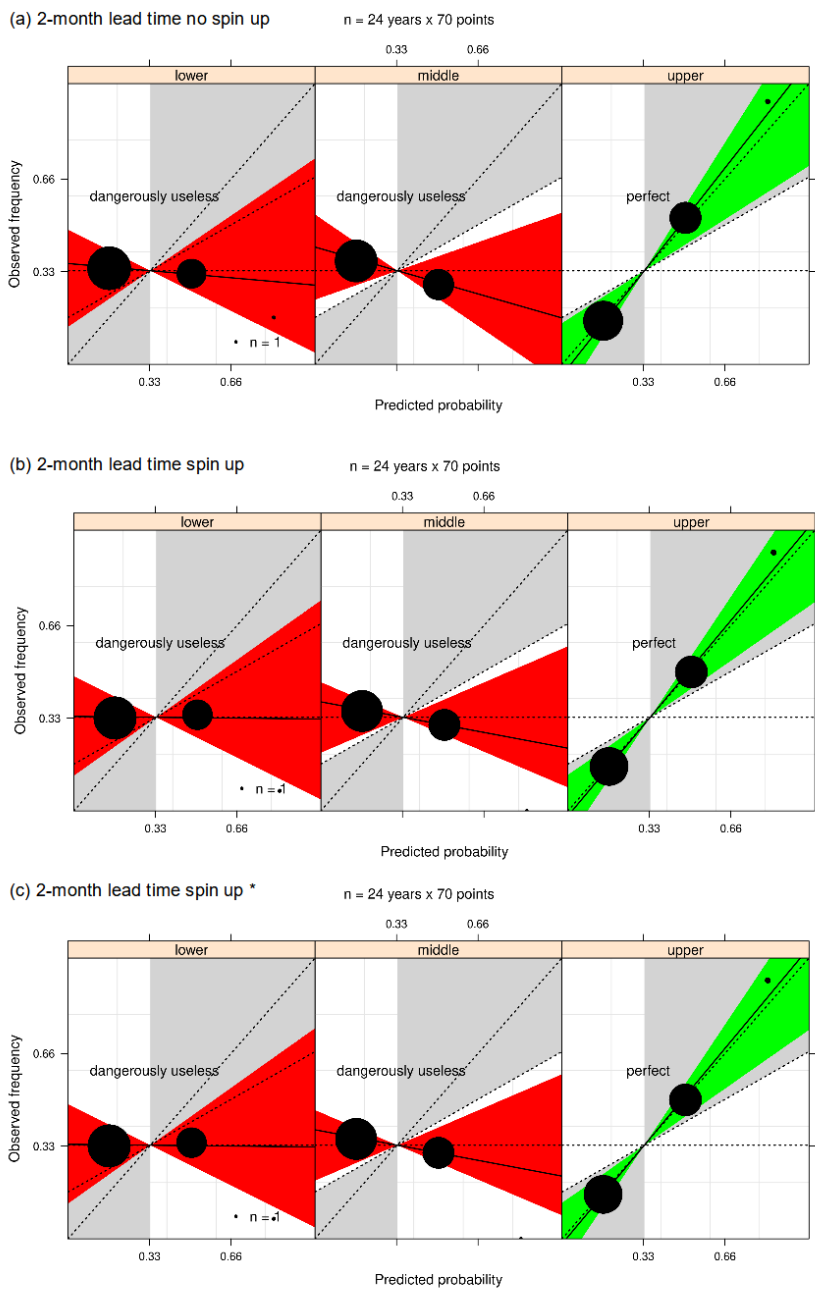 (a) 2-month lead time no spin up
n = 24 years x 70 points
0.33 0.66
lower middle upper
0.66
dangerously useless dangerously useless perfect
Observed frequency
0.33
n = 1
0.33 0.66 0.33 0.66
Predicted probability
(b) 2-month lead time spin up
n = 24 years x 70 points
0.33 0.66
lower middle upper
0.66
dangerously useless dangerously useless perfect
Observed frequency
0.33
n = 1
0.33 0.66 0.33 0.66
Predicted probability
(c) 2-month lead time spin up *
n = 24 years x 70 points
0.33 0.66
lower middle upper
0.66
dangerously useless dangerously useless perfect
Observed frequency
0.33
n = 1
0.33 0.66 0.33 0.66
Predicted probability